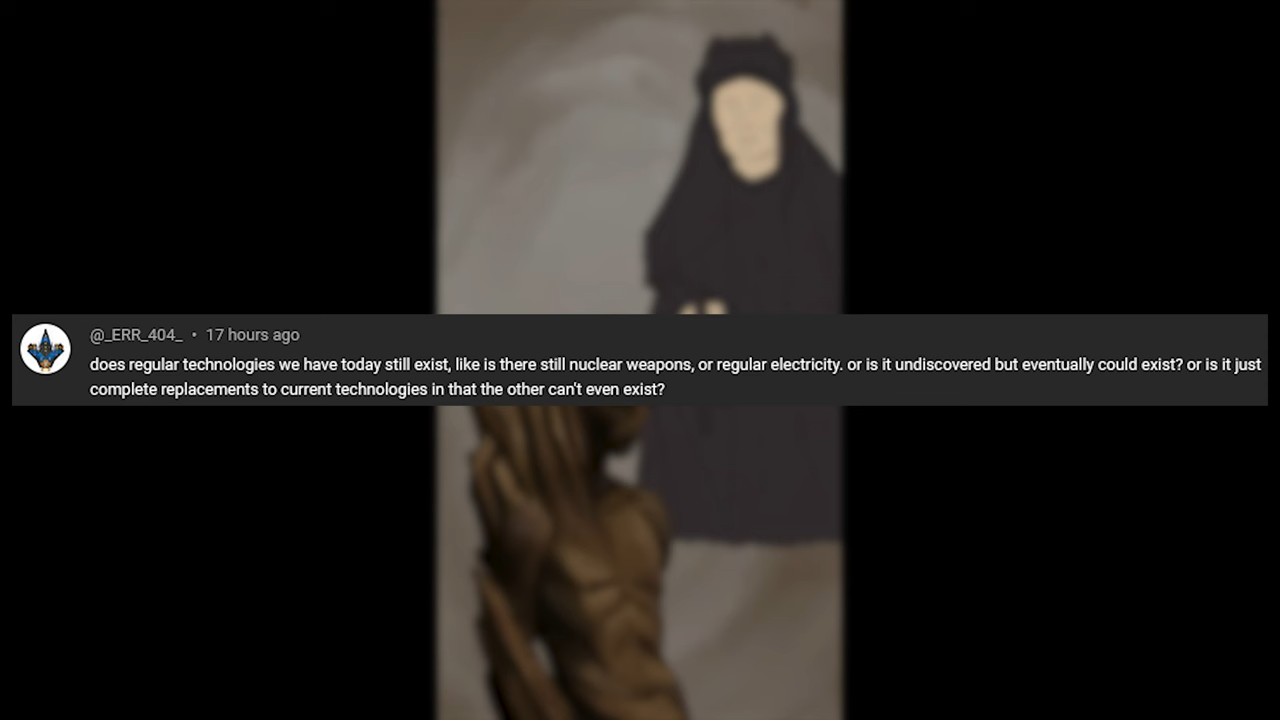 @_ERR_404_ • 17 hours ago
does regular technologies we have today still exist, like is there still nuclear weapons, or regular electricity. or is it undiscovered but eventually could exist? or is it just
complete replacements to current technologies in that the other can't even exist?